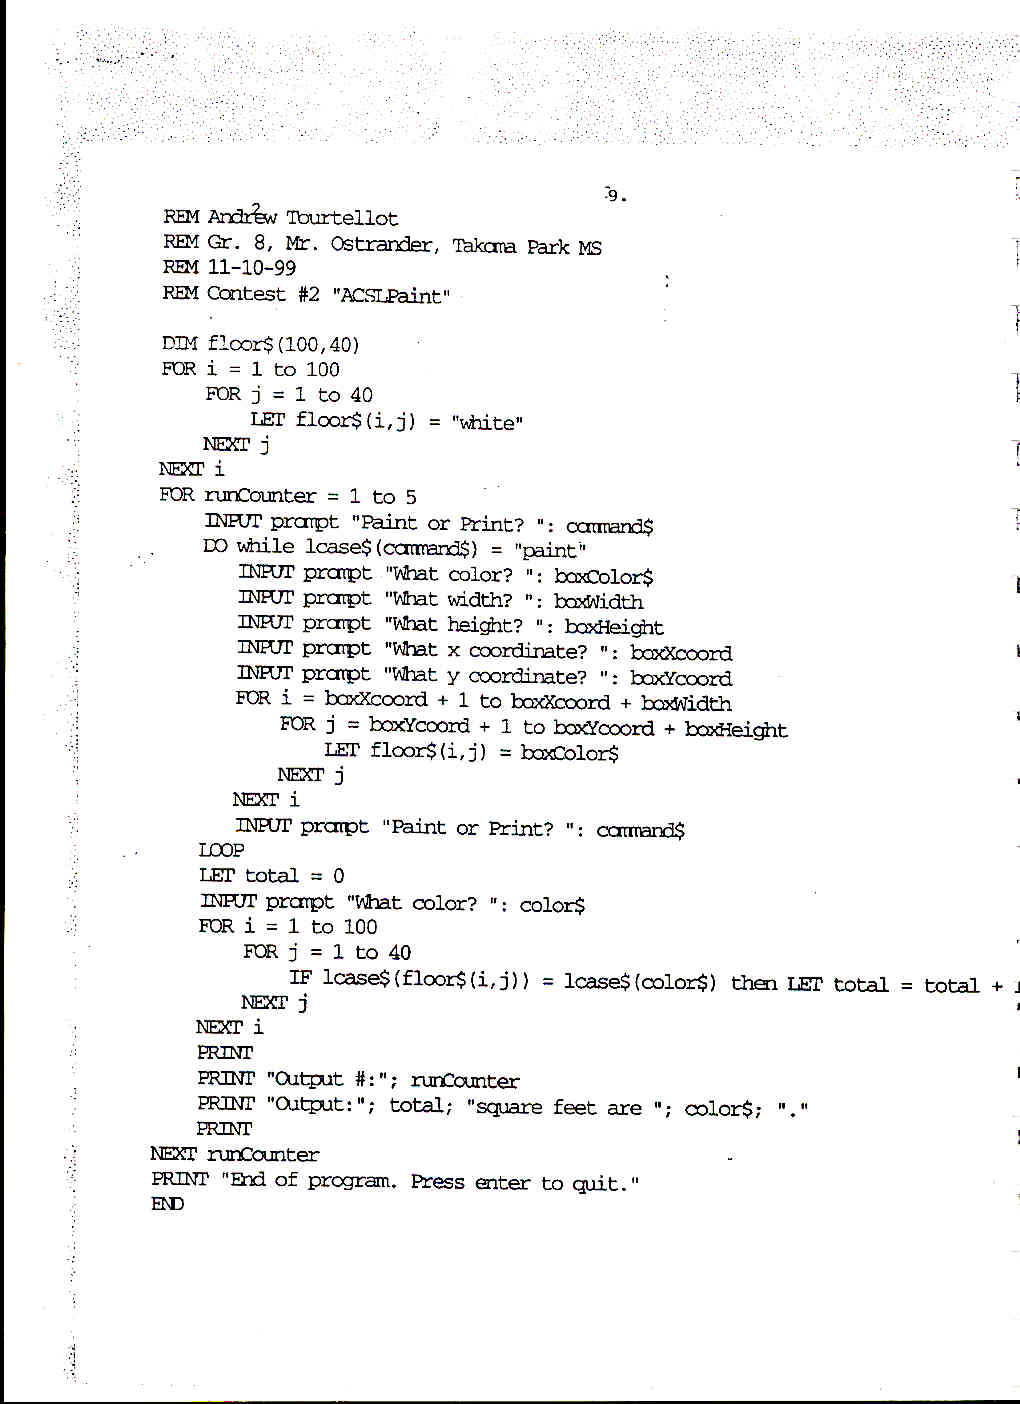 9.
REM Andrew Tourtellot
REM Gr. 8, Mr. Ostrander, Takoma Park MS
REM 11-10-99
REM Contest #2 "ACSLPaint"
DIM floor$(100,40)
FOR i = 1 to 100
FOR j = 1 to 40
LET floor$(i,j) = "white"
NEXT j
NEXT i
FOR runCounter = 1 to 5
INPUT prompt "Paint or Print? ": command$
DO while lcase$(command$) = "paint"
INPUT prompt "What color? ": boxColor$
INPUT prompt "What width? ": boxWidth
INPUT prompt "What height? ": boxHeight
INPUT prompt "What x coordinate? ": boxXcoord
INPUT prompt "What y coordinate? ": boxYcoord
FOR i = boxXcoord + 1 to boxXcoord + boxWidth
FOR j = boxYcoord + 1 to boxYcoord + boxHeight
LET floor$(i,j) = boxColor$
NEXT j
NEXT i
INPUT prompt "Paint or Print? ": command$
LOOP
LET total = 0
INPUT prompt "What color? ": color$
FOR i = 1 to 100
FOR j = 1 to 40
IF lcase$(floor$(i,j)) = lcase$(color$) then LET total = total +
NEXT j
NEXT i
PRINT
PRINT "Output #:"; runCounter
PRINT "Output:"; total; "square feet are "; color$; "."
PRINT
NEXT runCounter
PRINT "End of program. Press enter to quit."
END